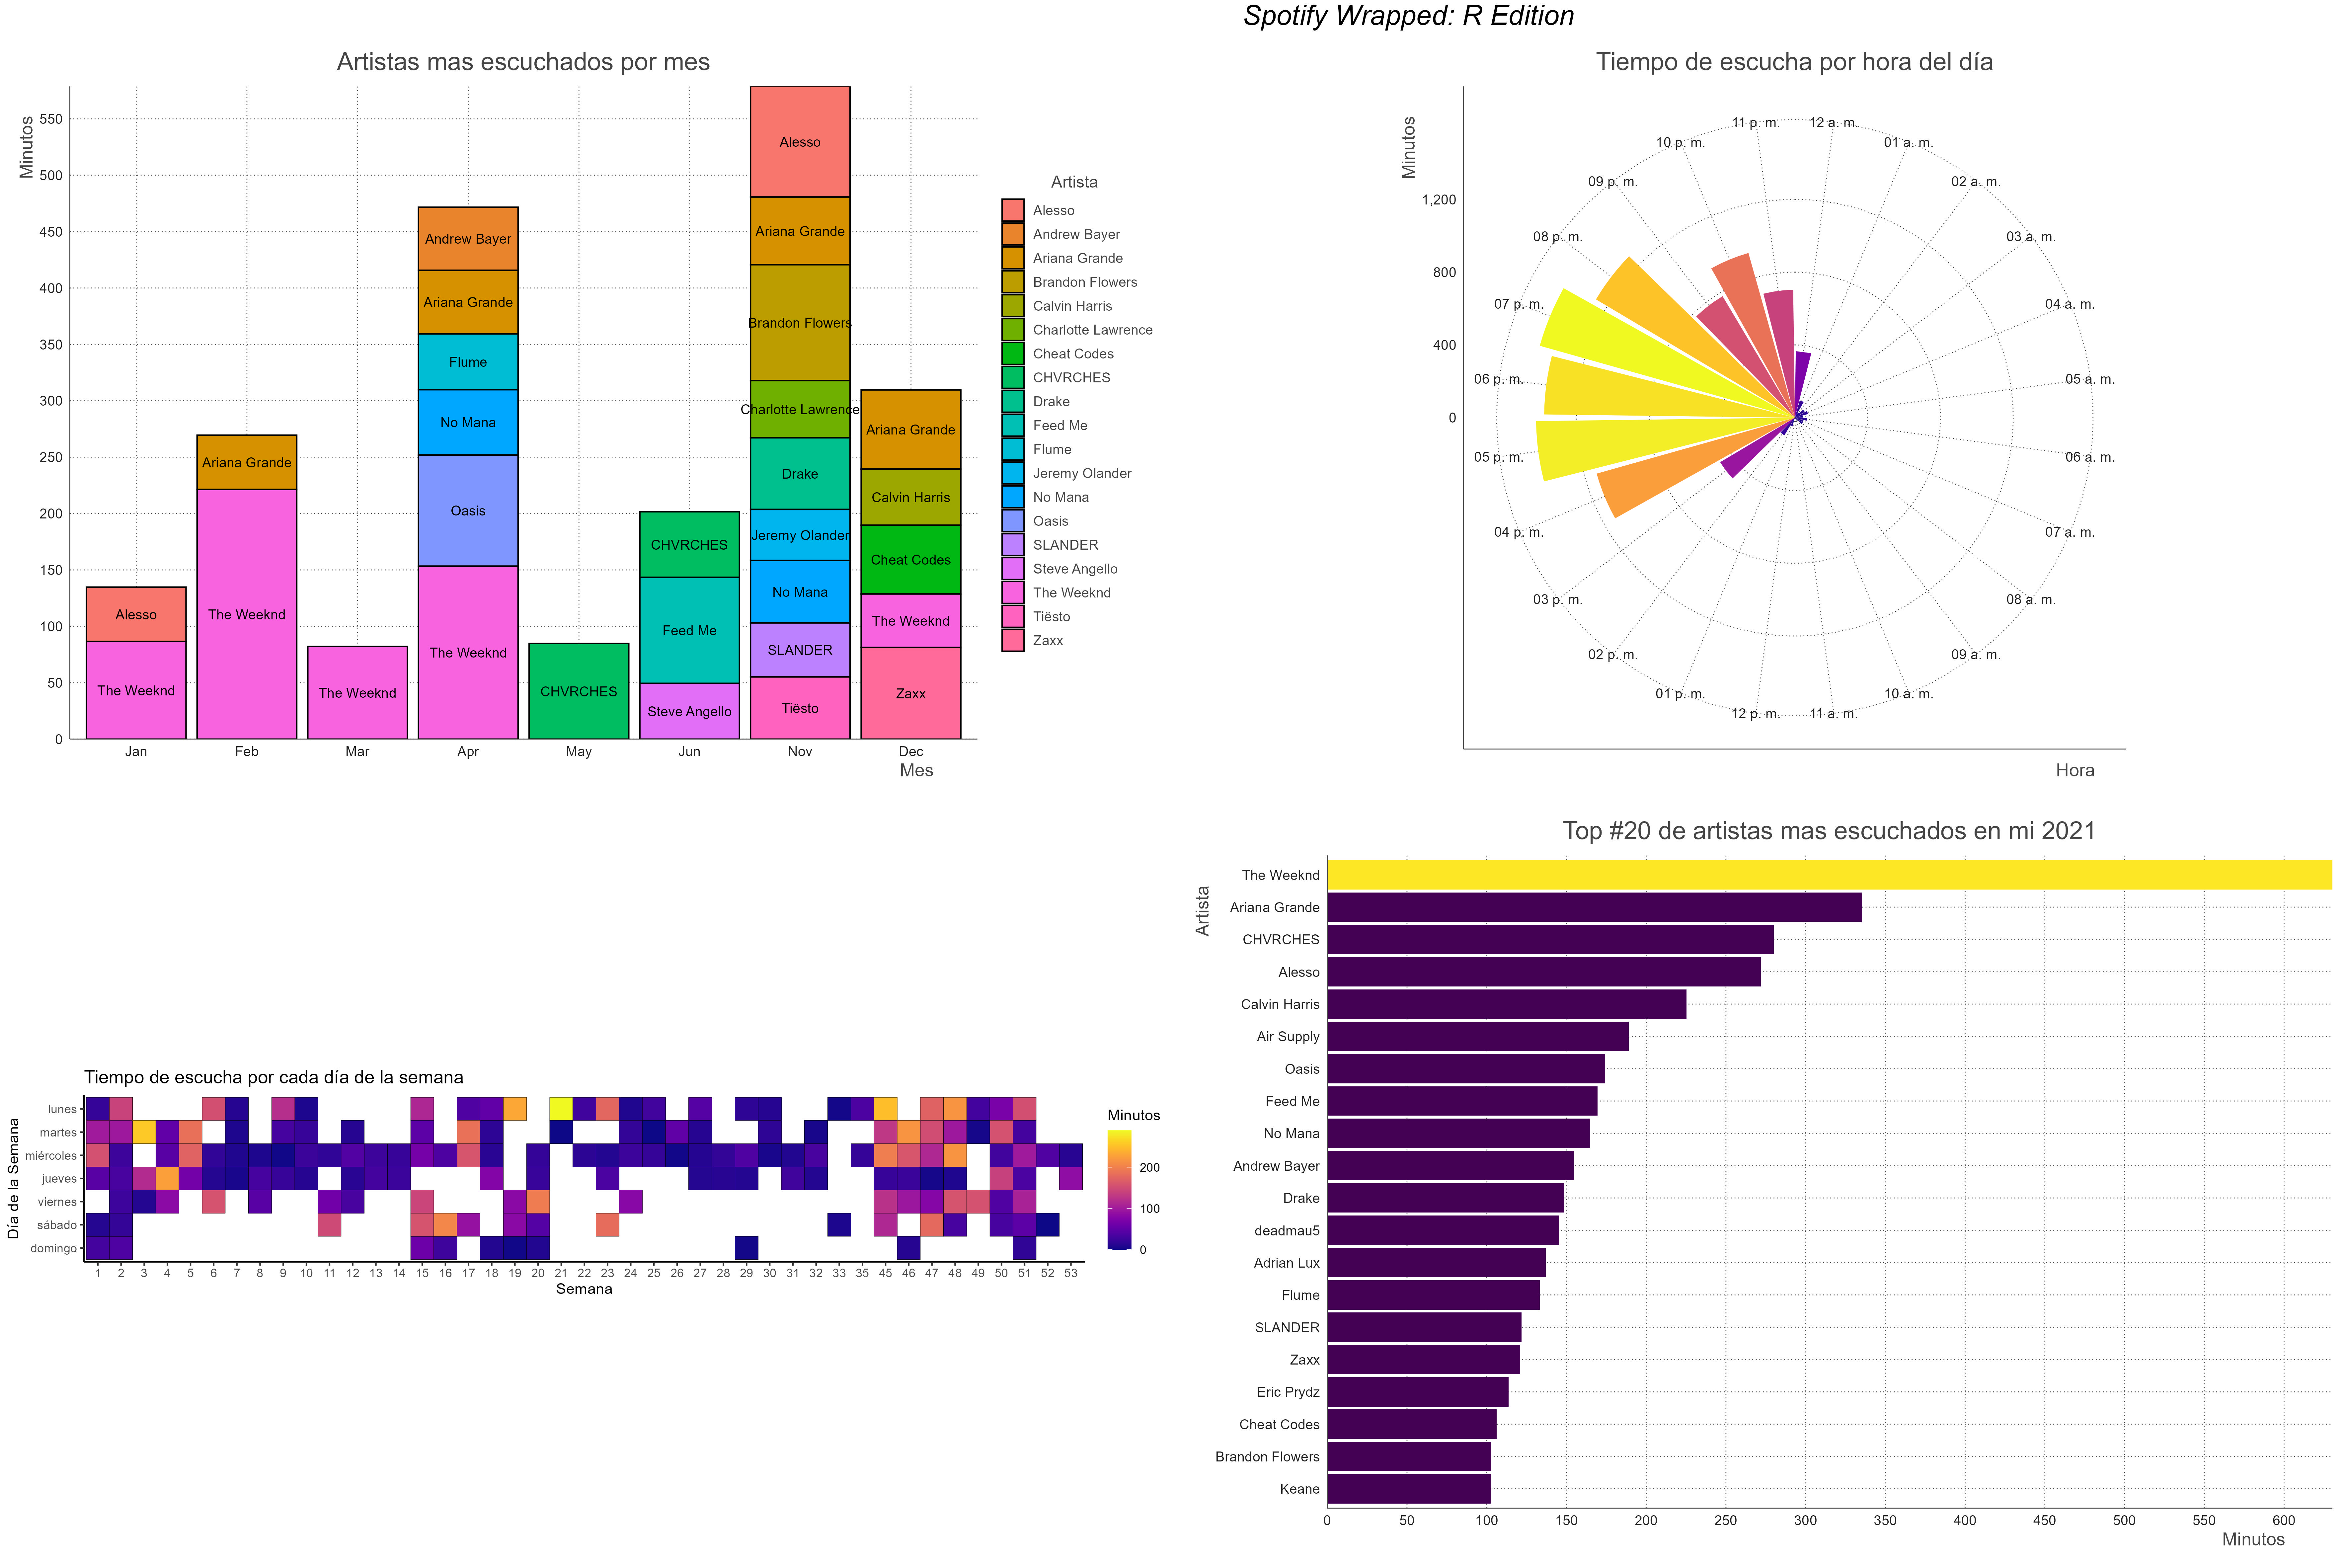 Spotify Wrapped: R Edition
Artistas mas escuchados por mes
Minutos
550
500
450
400
350
300
250
200
150
100
50
0
Alesso
The Weeknd
Ariana Grande
The Weeknd
The Weeknd
Andrew Bayer
Ariana Grande
Flume
No Mana
Oasis
The Weeknd
CHVRCHES
CHVRCHES
Feed Me
Steve Angello
Alesso
Ariana Grande
Brandon Flowers
Charlotte Lawrence
Drake
Jeremy Olander
No Mana
SLANDER
Tiësto
Ariana Grande
Calvin Harris
Cheat Codes
The Weeknd
Zaxx
Jan Feb Mar Apr May Jun Nov Dec
Mes
Artista
Alesso
Andrew Bayer
Ariana Grande
Brandon Flowers
Calvin Harris
Charlotte Lawrence
Cheat Codes
CHVRCHES
Drake
Feed Me
Flume
Jeremy Olander
No Mana
Oasis
SLANDER
Steve Angello
The Weeknd
Tiësto
Zaxx
Tiempo de escucha por hora del día
Minutos
1,200
800
400
0
12 a. m.
01 a. m.
02 a. m.
03 a. m.
04 a. m.
05 a. m.
06 a. m.
07 a. m.
08 a. m.
09 a. m.
10 a. m.
11 a. m.
12 p. m.
01 p. m.
02 p. m.
03 p. m.
04 p. m.
05 p. m.
06 p. m.
07 p. m.
08 p. m.
09 p. m.
10 p. m.
11 p. m.
Hora
Tiempo de escucha por cada día de la semana
Día de la Semana
lunes
martes
miércoles
jueves
viernes
sábado
domingo
1 2 3 4 5 6 7 8 9 10 11 12 13 14 15 16 17 18 19 20 21 22 23 24 25 26 27 28 29 30 31 32 33 35 45 46 47 48 49 50 51 52 53
Semana
Minutos
200
100
0
Top #20 de artistas mas escuchados en mi 2021
Artista
The Weeknd
Ariana Grande
CHVRCHES
Alesso
Calvin Harris
Air Supply
Oasis
Feed Me
No Mana
Andrew Bayer
Drake
deadmau5
Adrian Lux
Flume
SLANDER
Zaxx
Eric Prydz
Cheat Codes
Brandon Flowers
Keane
0 50 100 150 200 250 300 350 400 450 500 550 600
Minutos